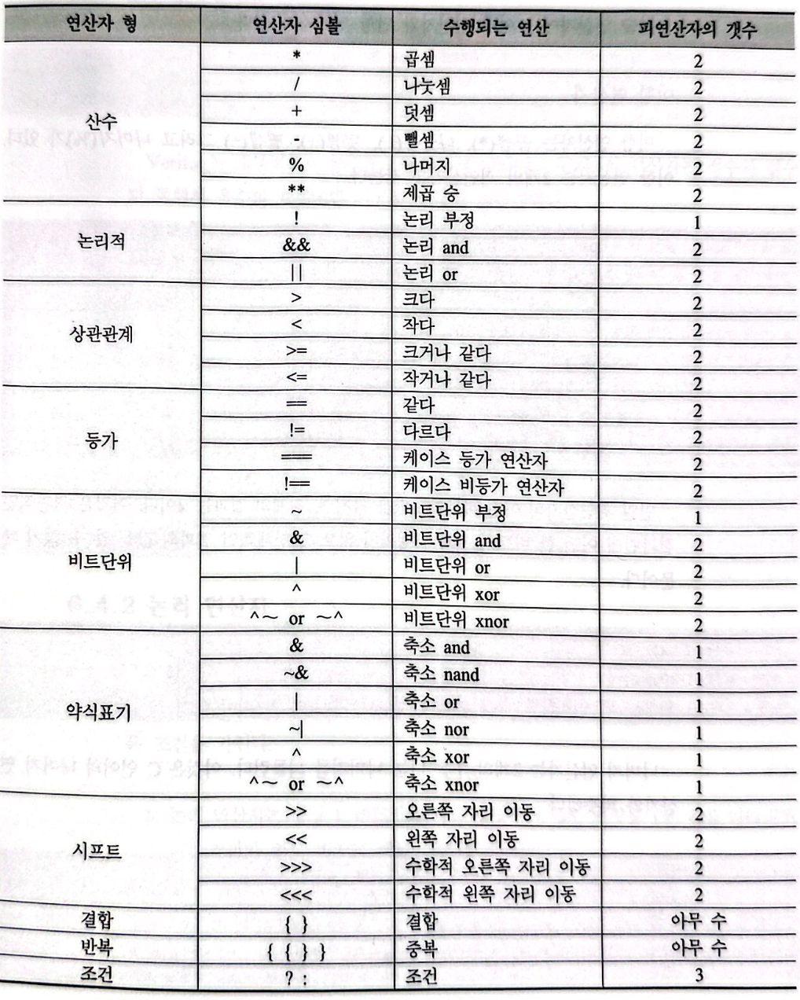 연산자 형 연산자 심볼 수행되는 연산 피연산자의 갯수
산수
* 곱셈 2
/ 나눗셈 2
+ 덧셈 2
- 뺄셈 2
% 나머지 2
** 제곱 승 2
논리적
! 논리 부정 1
&& 논리 and 2
|| 논리 or 2
상관관계
> 크다 2
< 작다 2
>= 크거나 같다 2
<= 작거나 같다 2
등가
== 같다 2
!= 다르다 2
=== 케이스 등가 연산자 2
!== 케이스 비등가 연산자 2
비트단위
~ 비트단위 부정 1
& 비트단위 and 2
| 비트단위 or 2
^ 비트단위 xor 2
^~ or ~^ 비트단위 xnor 2
약식표기
& 축소 and 1
~& 축소 nand 1
| 축소 or 1
~| 축소 nor 1
^ 축소 xor 1
^~ or ~^ 축소 xnor 1
시프트
>> 오른쪽 자리 이동 2
<< 왼쪽 자리 이동 2
>>> 수학적 오른쪽 자리 이동 2
<<< 수학적 왼쪽 자리 이동 2
결합 { } 결합 아무 수
반복 { { } } 중복 아무 수
조건 ? : 조건 3